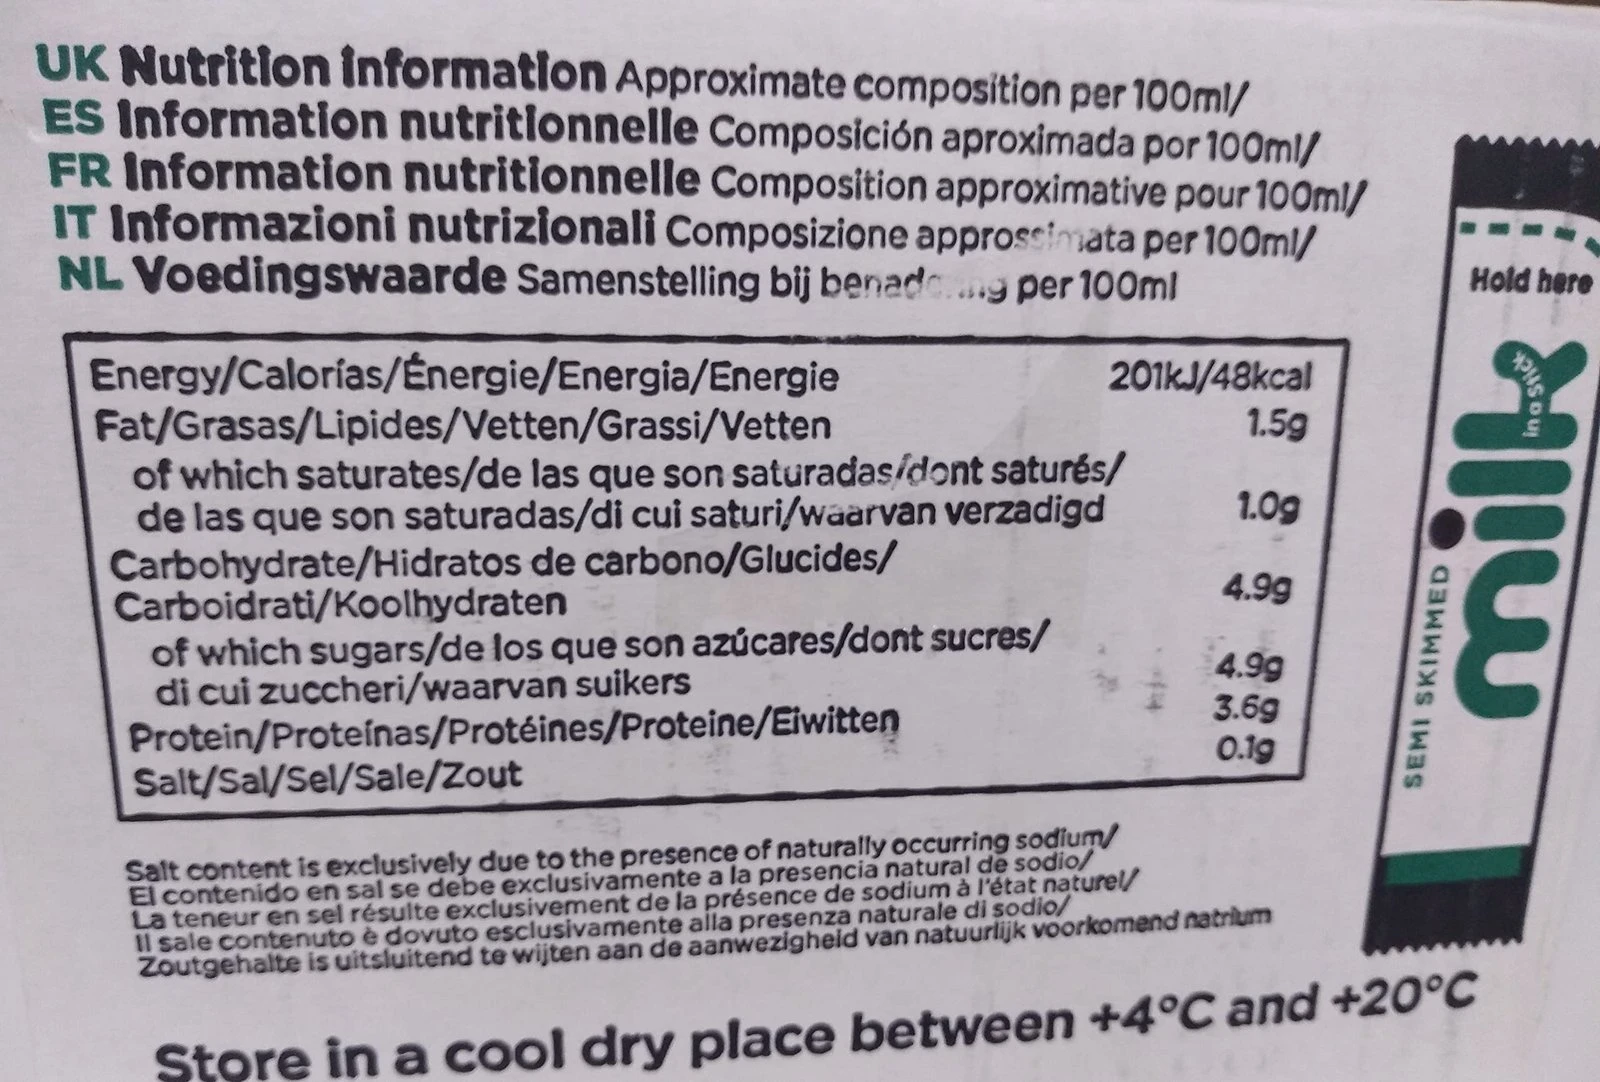 UK Nutrition information Approximate composition per 100ml/
ES Information nutritionnelle Composición aproximada por 100ml/
FR Information nutritionnelle Composition approximative pour 100ml/
IT Informazioni nutrizionali Composizione approssimata per 100ml/
NL Voedingswaarde Samenstelling bij per 100ml
Energy/Calorías/Énergie/Energia/Energie 201kJ/48kcal
Fat/Grasas/Lipides/Vetten/Grassi/Vetten 1.5g
of which saturates/de las que son saturadas/dont saturés/
de las que son saturadas/di cui saturi/waarvan verzadigd 1.0g
Carbohydrate/Hidratos de carbono/Glucides/
Carboidrati/Koolhydraten 4.9g
of which sugars/de los que son azúcares/dont sucres/
di cui zuccheri/waarvan suikers 4.9g
Protein/Proteínas/Protéines/Proteine/Eiwitten 3.6g
Salt/Sal/Sel/Sale/Zout 0.1g
Salt content is exclusively due to the presence of naturally occurring sodium/
El contenido en sal se debe exclusivamente a la presencia natural de sodio/
La teneur en sel résulte exclusivement de la présence de sodium à l'état naturel/
Il sale contenuto è dovuto esclusivamente alla presenza naturale di sodio/
Zoutgehalte is uitsluitend te wijten aan de aanwezigheid van natuurlijk voorkomend natrium
Store in a cool dry place between +4°C and +20°C
Hold here
milk
in a stick
SEMI SKIMMED